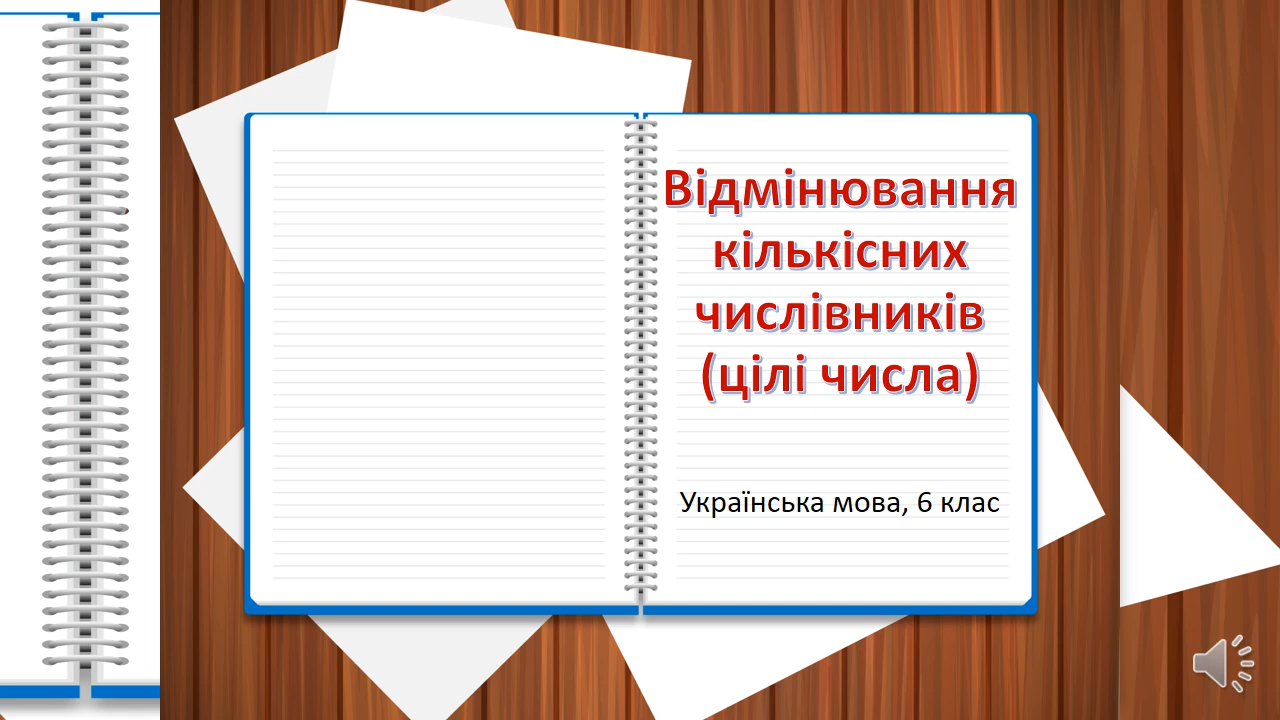 Відмінювання
кількісних
числівників
(цілі числа)
Українська мова, 6 клас